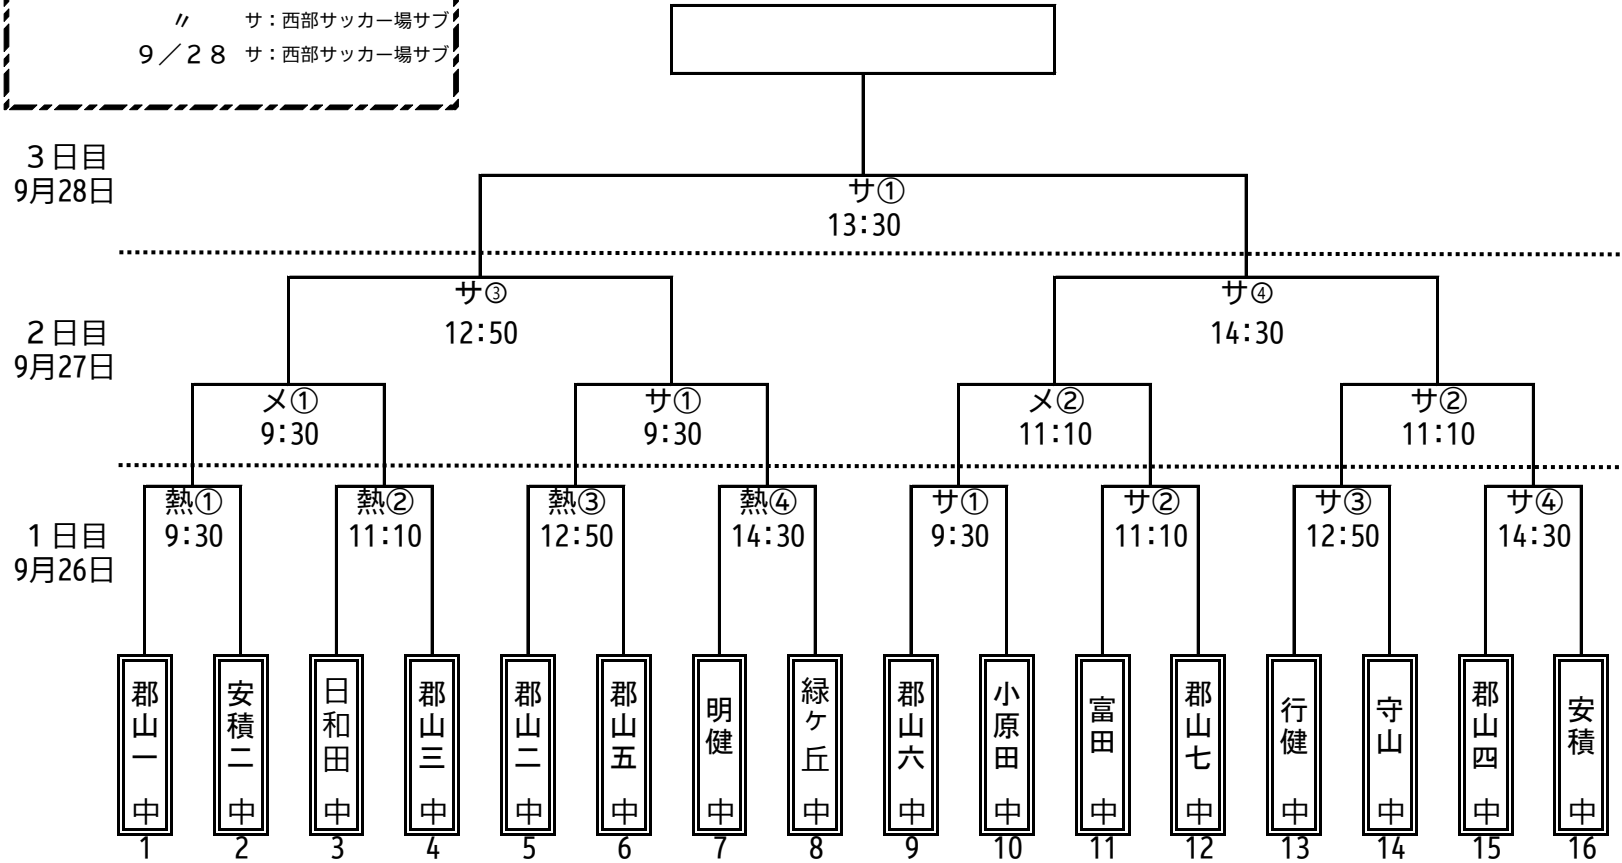 〃 サ：西部サッカー場サブ
９／２８ サ：西部サッカー場サブ
３日目
9月28日
サ①
13:30
サ③
サ④
12:50
14:30
２日目
9月27日
メ①
サ①
メ②
サ②
9:30
9:30
11:10
11:10
熱①
熱②
熱③
熱④
サ①
サ②
サ③
サ④
9:30
11:10
12:50
14:30
9:30
11:10
12:50
14:30
１日目
9月26日
郡山一 中
安積二 中
日和田 中
郡山三 中
郡山二 中
郡山五 中
明健 中
緑ヶ丘 中
郡山六 中
小原田 中
富田 中
郡山七 中
行健 中
守山 中
郡山四 中
安積 中
1 2 3 4 5 6 7 8 9 10 11 12 13 14 15 16